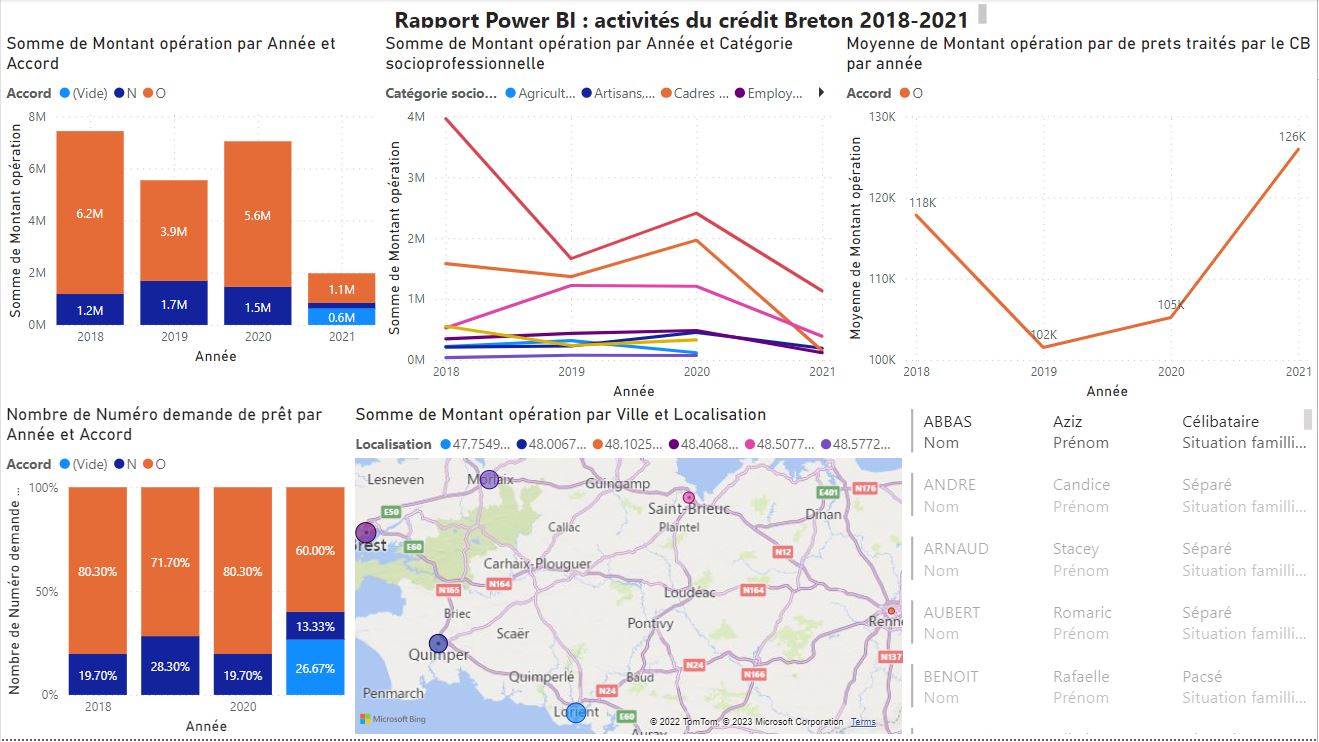 Rapport Power BI : activités du crédit Breton 2018-2021
Somme de Montant opération par Année et
Accord
Accord (Vide) N O
Somme de Montant opération
8M
6M
4M
2M
0M
6.2M
1.2M
3.9M
1.7M
5.6M
1.5M
1.1M
0.6M
2018 2019 2020 2021
Année
Somme de Montant opération par Année et Catégorie
socioprofessionnelle
Catégorie socio... Agricult... Artisans,... Cadres ... Employ...
Somme de Montant opération
4M
3M
2M
1M
0M
2018 2019 2020 2021
Année
Moyenne de Montant opération par de prets traités par le CB
par année
Accord O
Moyenne de Montant opération
130K
120K
110K
100K
118K
102K
105K
126K
2018 2019 2020 2021
Année
Nombre de Numéro demande de prêt par
Année et Accord
Accord (Vide) N O
Nombre de Numéro demande ...
100%
50%
0%
80.30%
19.70%
71.70%
28.30%
80.30%
19.70%
60.00%
13.33%
26.67%
2018 2020
Année
Somme de Montant opération par Ville et Localisation
Localisation 47.7549... 48.0067... 48.1025... 48.4068... 48.5077... 48.5772...
Lesneven
Morlaix
Guingamp
E401
N176
E50
Saint-Brieuc
Dinan
Callac
Plaintel
rest
E60
N12
Carhaix-Plouguer
N165
N164
Loudeac
N164
Briec
Pontivy
Renne
Scaër
Quimper
N137
N24
Quimperlé
Baud
N166
Penmarch
N24
Lorient
E60
Auray
Microsoft Bing
© 2022 TomTom, © 2023 Microsoft Corporation Terms
ABBAS Aziz Célibataire
Nom Prénom Situation familli...
ANDRE Candice Séparé
Nom Prénom Situation familli...
ARNAUD Stacey Séparé
Nom Prénom Situation familli...
AUBERT Romaric Séparé
Nom Prénom Situation familli...
BENOIT Rafaelle Pacsé
Nom Prénom Situation familli...